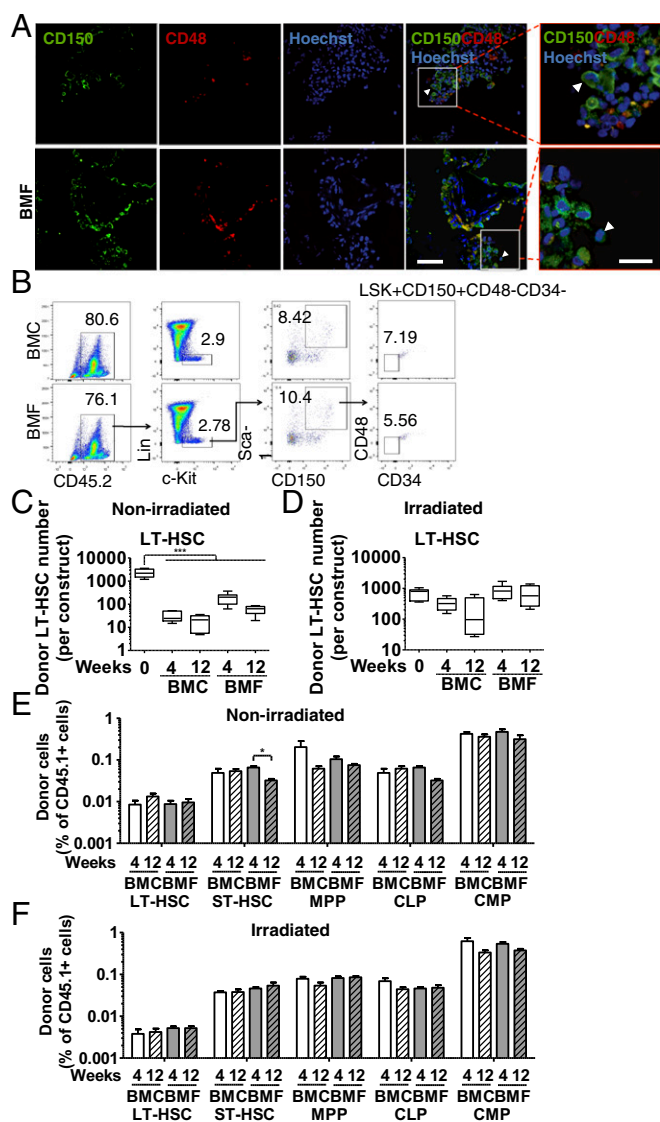 A
CD150
CD48
Hoechst
CD150CD48
Hoechst
CD150CD48
Hoechst
BMF
B
LSK+CD150+CD48-CD34-
BMC
80.6
2.9
8.42
7.19
BMF
76.1
2.78
10.4
5.56
Lin
Sca-
1
CD48
CD45.2
c-Kit
CD150
CD34
C
Non-irradiated
LT-HSC
Donor LT-HSC number
(per construct)
10000
1000
100
10
1
Weeks
0
4
12
4
12
BMC
BMF
D
Irradiated
LT-HSC
Donor LT-HSC number
(per construct)
10000
1000
100
10
Weeks
0
4
12
4
12
BMC
BMF
***
E
Non-irradiated
Donor cells
(% of CD45.1+ cells)
1
0.1
0.01
0.001
*
Weeks
4 12 4 12 4 12 4 12 4 12 4 12 4 12 4 12 4 12 4 12
BMCBMF BMCBMF BMCBMF BMCBMF BMCBMF
LT-HSC ST-HSC MPP CLP CMP
F
Irradiated
Donor cells
(% of CD45.1+ cells)
1
0.1
0.01
0.001
Weeks
4 12 4 12 4 12 4 12 4 12 4 12 4 12 4 12 4 12 4 12
BMCBMF BMCBMF BMCBMF BMCBMF BMCBMF
LT-HSC ST-HSC MPP CLP CMP